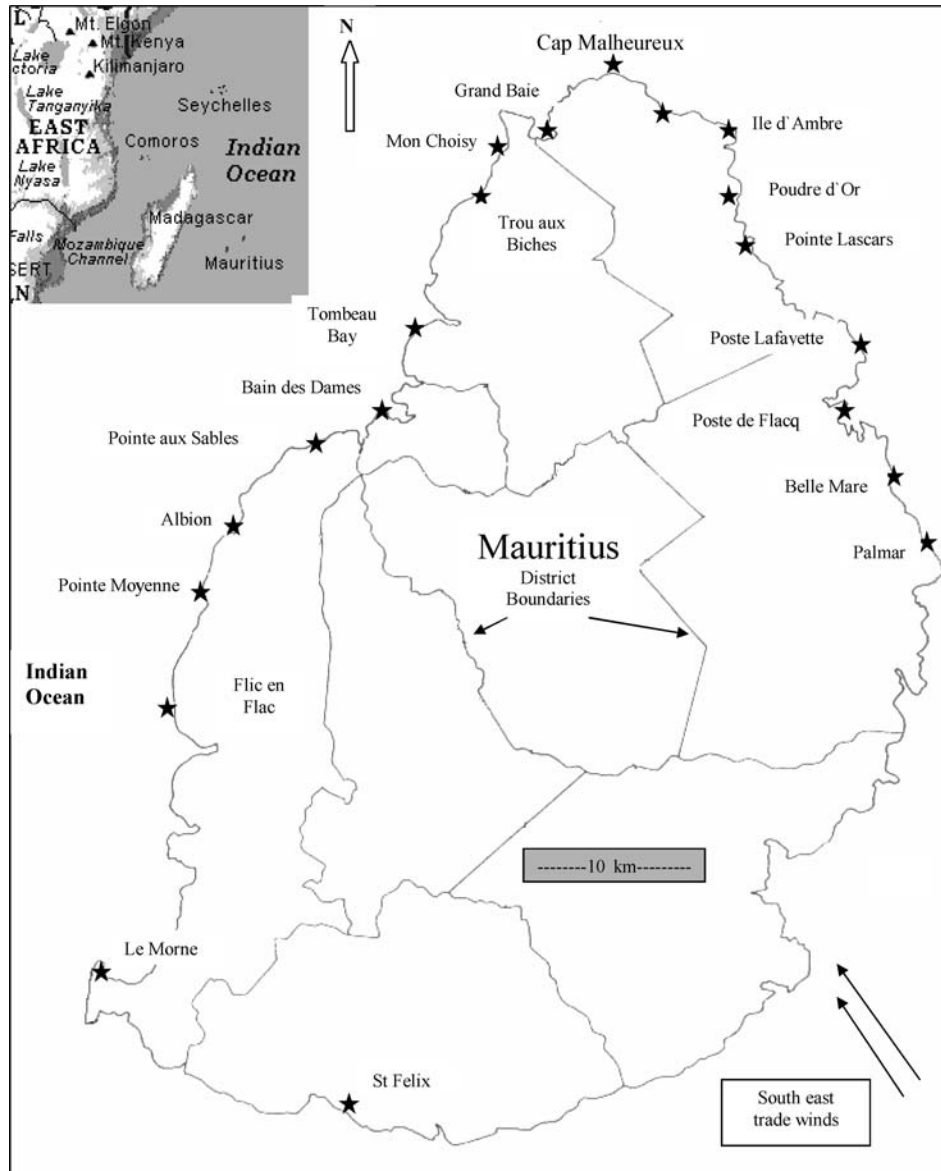 L
Mt. Elgon
Mt. Kenya
Lake
ctoria
Kilimanjaro
Lake
Tanganyika
Seychelles
EAST
AFRICA
Comoros
Indian
Ocean
Lake
Nyasa
Madagascar
Falls
Mozambique
Channel
Mauritius
SERT
N
N
Cap Malheureux
Grand Baie
Mon Choisy
Ile d`Ambre
Poudre d`Or
Trou aux
Biches
Pointe Lascars
Tombeau
Bay
Poste Lafayette
Bain des Dames
Poste de Flacq
Pointe aux Sables
Belle Mare
Albion
Mauritius
Palmar
District
Boundaries
Pointe Moyenne
Indian
Ocean
Flic en
Flac
--------10 km---------
Le Morne
St Felix
South east
trade winds